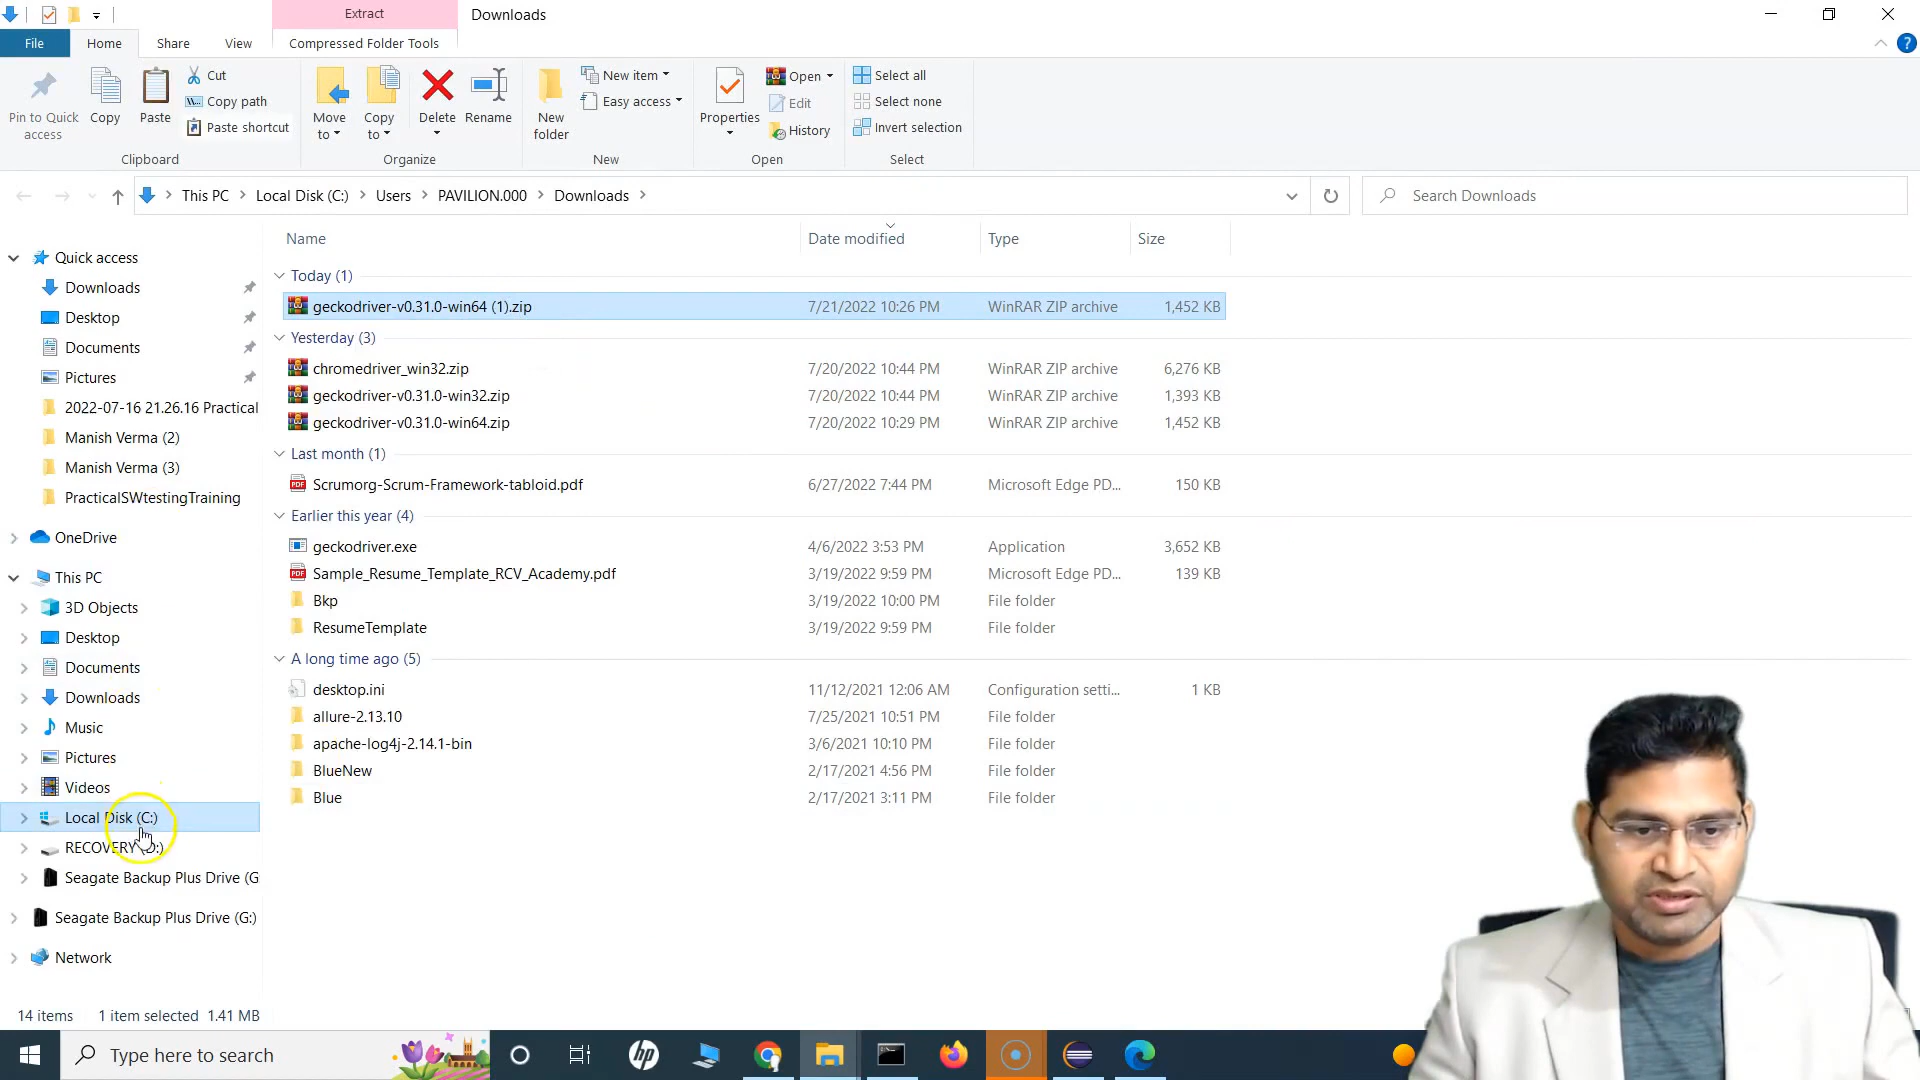 Extract
Downloads
File
Home
Share
View
Compressed Folder Tools
Pin to Quick
access
Copy
Paste
Cut
Copy path
Paste shortcut
Clipboard
Move
to
Copy
to
Delete
Rename
Organize
New
folder
New item
Easy access
New
Properties
Open
Edit
History
Open
Select all
Select none
Invert selection
Select
This PC
Local Disk (C:)
Users
PAVILION.000
Downloads
Search Downloads
Name
Date modified
Type
Size
Today (1)
geckodriver-v0.31.0-win64 (1).zip 7/21/2022 10:26 PM WinRAR ZIP archive 1,452 KB
Yesterday (3)
chromedriver_win32.zip 7/20/2022 10:44 PM WinRAR ZIP archive 6,276 KB
geckodriver-v0.31.0-win32.zip 7/20/2022 10:44 PM WinRAR ZIP archive 1,393 KB
geckodriver-v0.31.0-win64.zip 7/20/2022 10:29 PM WinRAR ZIP archive 1,452 KB
Last month (1)
Scrumorg-Scrum-Framework-tabloid.pdf 6/27/2022 7:44 PM Microsoft Edge PD... 150 KB
Earlier this year (4)
geckodriver.exe 4/6/2022 3:53 PM Application 3,652 KB
Sample_Resume_Template_RCV_Academy.pdf 3/19/2022 9:59 PM Microsoft Edge PD... 139 KB
Bkp 3/19/2022 10:00 PM File folder
ResumeTemplate 3/19/2022 9:59 PM File folder
A long time ago (5)
desktop.ini 11/12/2021 12:06 AM Configuration setti... 1 KB
allure-2.13.10 7/25/2021 10:51 PM File folder
apache-log4j-2.14.1-bin 3/6/2021 10:10 PM File folder
BlueNew 2/17/2021 4:56 PM File folder
Blue 2/17/2021 3:11 PM File folder
Quick access
Downloads
Desktop
Documents
Pictures
2022-07-16 21.26.16 Practical
Manish Verma (2)
Manish Verma (3)
PracticalSWtestingTraining
OneDrive
This PC
3D Objects
Desktop
Documents
Downloads
Music
Pictures
Videos
Local Disk (C:)
RECOVERY (D:)
Seagate Backup Plus Drive (G
Seagate Backup Plus Drive (G:)
Network
14 items 1 item selected 1.41 MB
Type here to search
hp